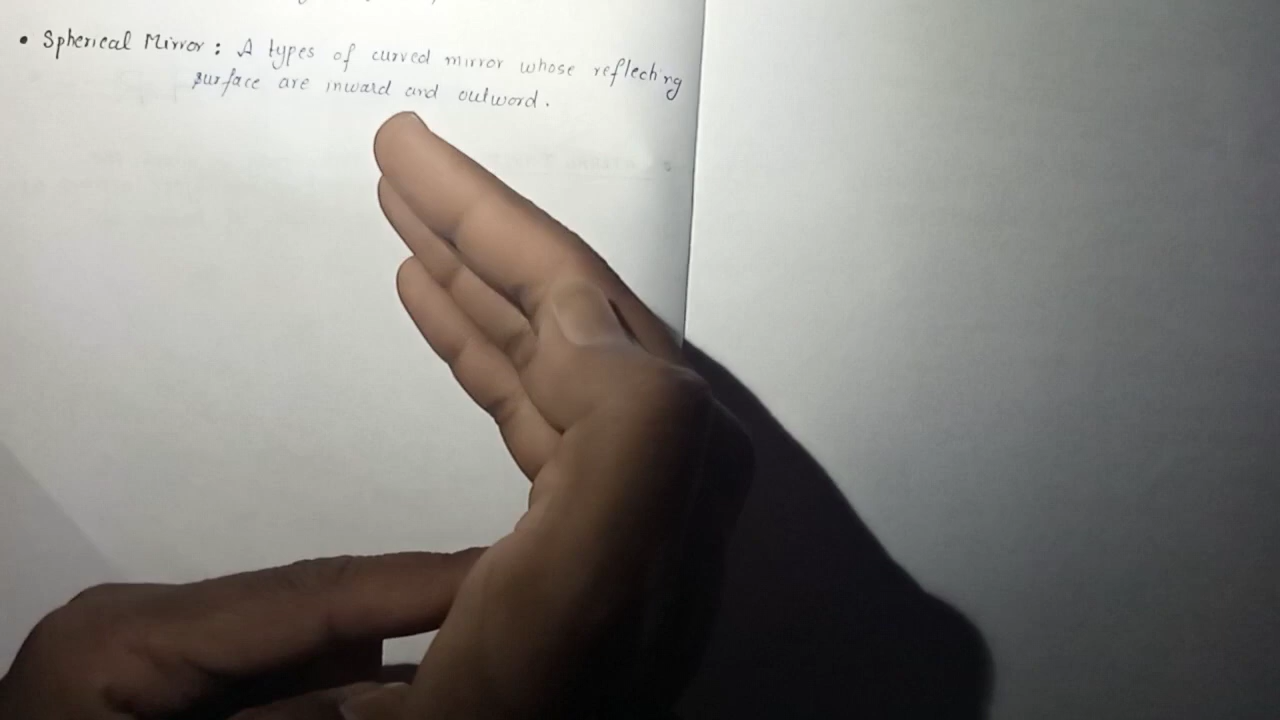 • Spherical Mirror : A types of curved mirror whose reflecting
surface are inward and outword.